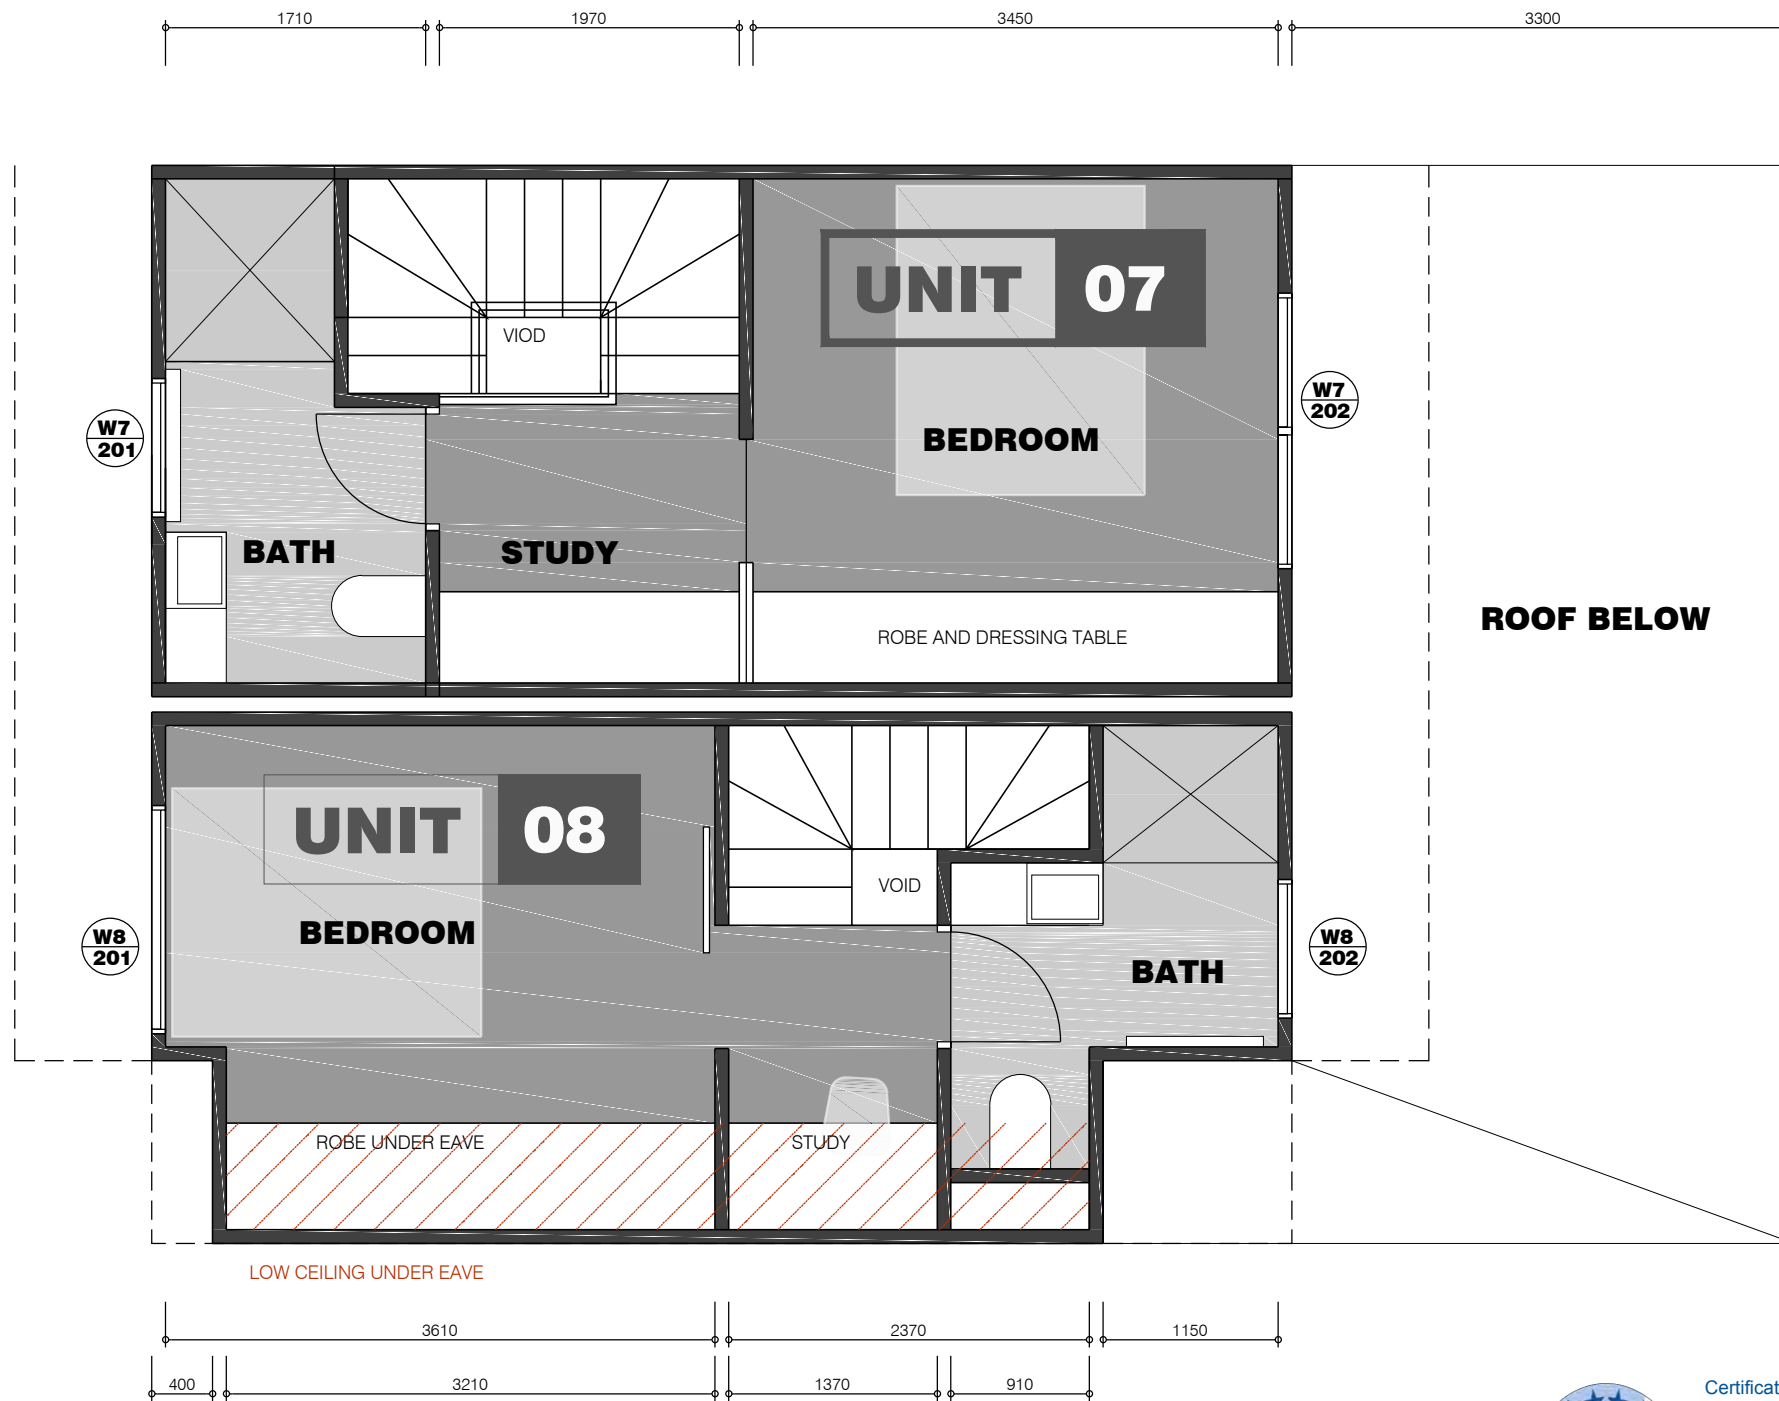 1710 1970 3450 3300
UNIT 07
VIOD
W7
202
W7
201
BEDROOM
BATH
STUDY
ROOF BELOW
ROBE AND DRESSING TABLE
UNIT 08
VOID
BEDROOM
W8
201
W8
202
BATH
ROBE UNDER EAVE
STUDY
LOW CEILING UNDER EAVE
3610 2370 1150
400 3210 1370 910
Certificat